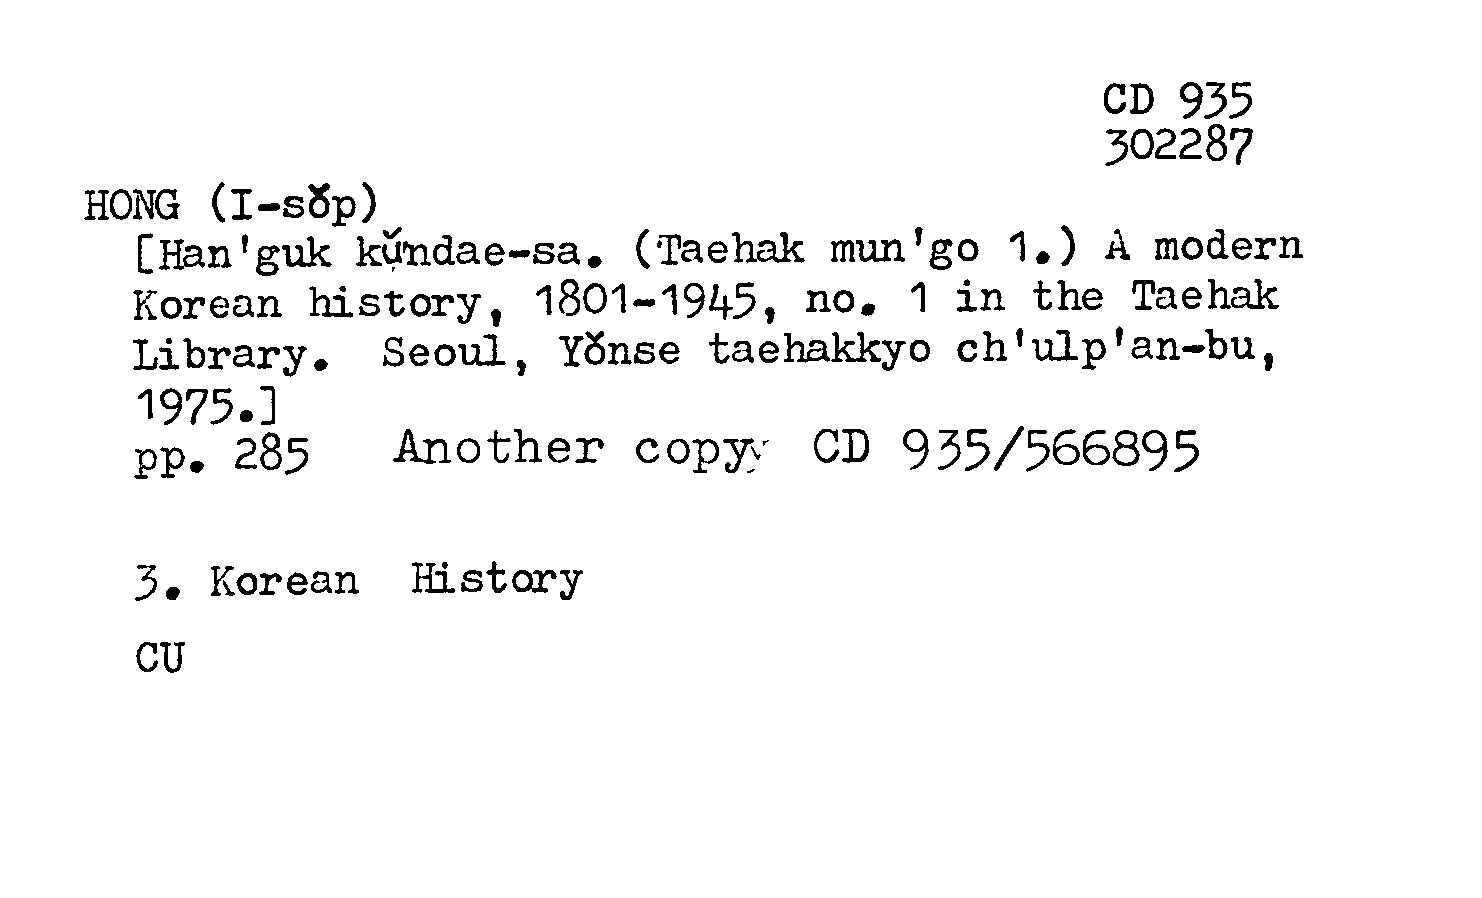 CD 935
302287
HONG (I-sŏp)
[Han'guk kŭndae-sa. (Taehak mun'go 1.) A modern
Korean history, 1801-1945, no. 1 in the Taehak
Library. Seoul, Yŏnse taehakkyo ch'ulp'an-bu,
1975.]
pp. 285 Another copy CD 935/566895
3. Korean History
CU